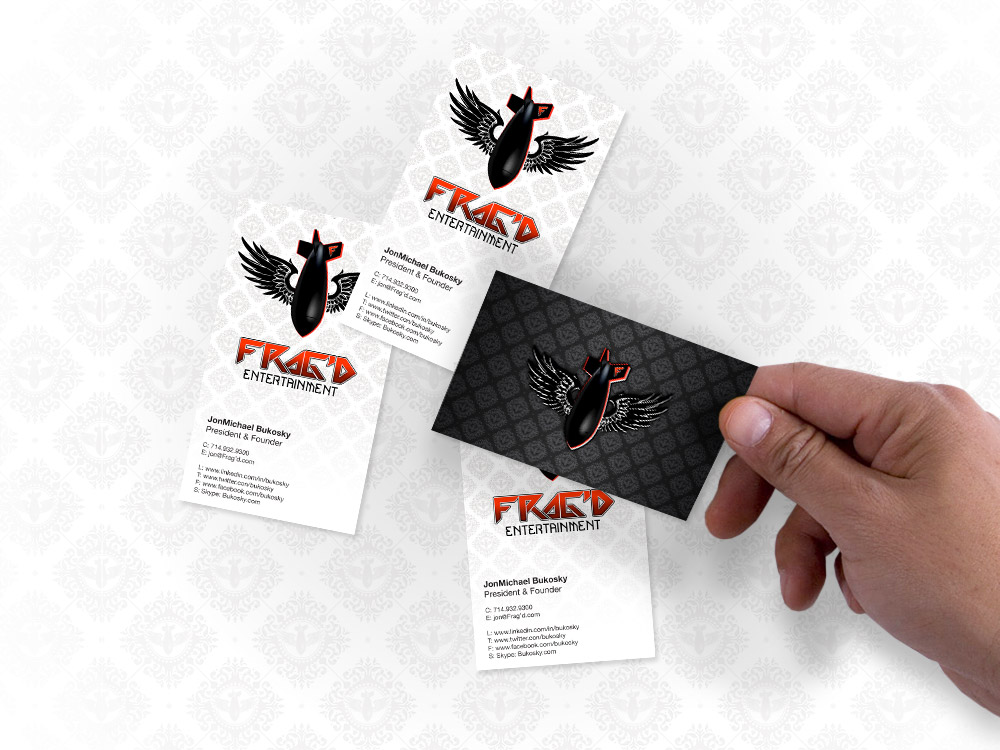 FRAG'D
ENTERTAINMENT
JonMichael Bukosky
President & Founder
C: 714.932.9300
E: jon@Frag'd.com
L: www.linkedin.com/in/bukosky
T: www.twitter.con/bukosky
F: www.facebook.com/bukosky
S: Skype: Bukosky.com
F
FRAG'D
ENTERTAINMENT
JonMichael Bukosky
President & Founder
C: 714.932.9300
E: jon@Frag'd.com
L: www.linkedin.com/in/bukosky
T: www.twitter.con/bukosky
F: www.facebook.com/bukosky
S: Skype: Bukosky.com
F
F
FRAG'D
ENTERTAINMENT
JonMichael Bukosky
President & Founder
C: 714.932.9300
E: jon@Frag'd.com
L: www.linkedin.com/in/bukosky
T: www.twitter.con/bukosky
F: www.facebook.com/bukosky
S: Skype: Bukosky.com